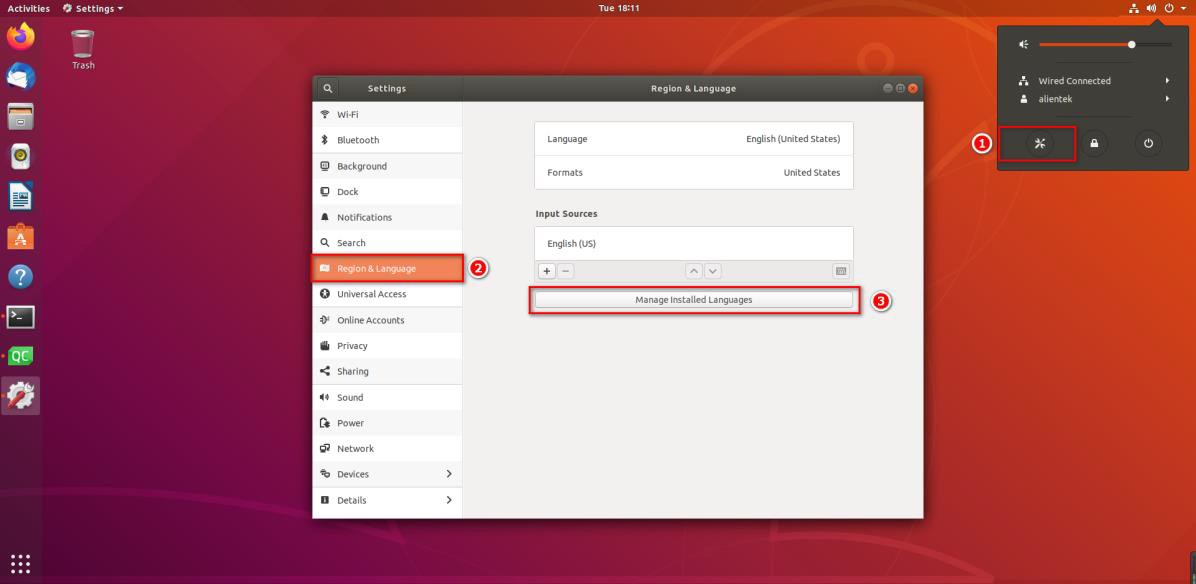 Activities
Settings
Tue 18:11
Trash
Settings
Region & Language
Wi-Fi
Bluetooth
Background
Dock
Notifications
Search
Region & Language
Universal Access
Online Accounts
Privacy
Sharing
Sound
Power
Network
Devices
Details
Language English (United States)
Formats United States
Input Sources
English (US)
+ −
Manage Installed Languages
Wired Connected
alientek
1
2
3
QC